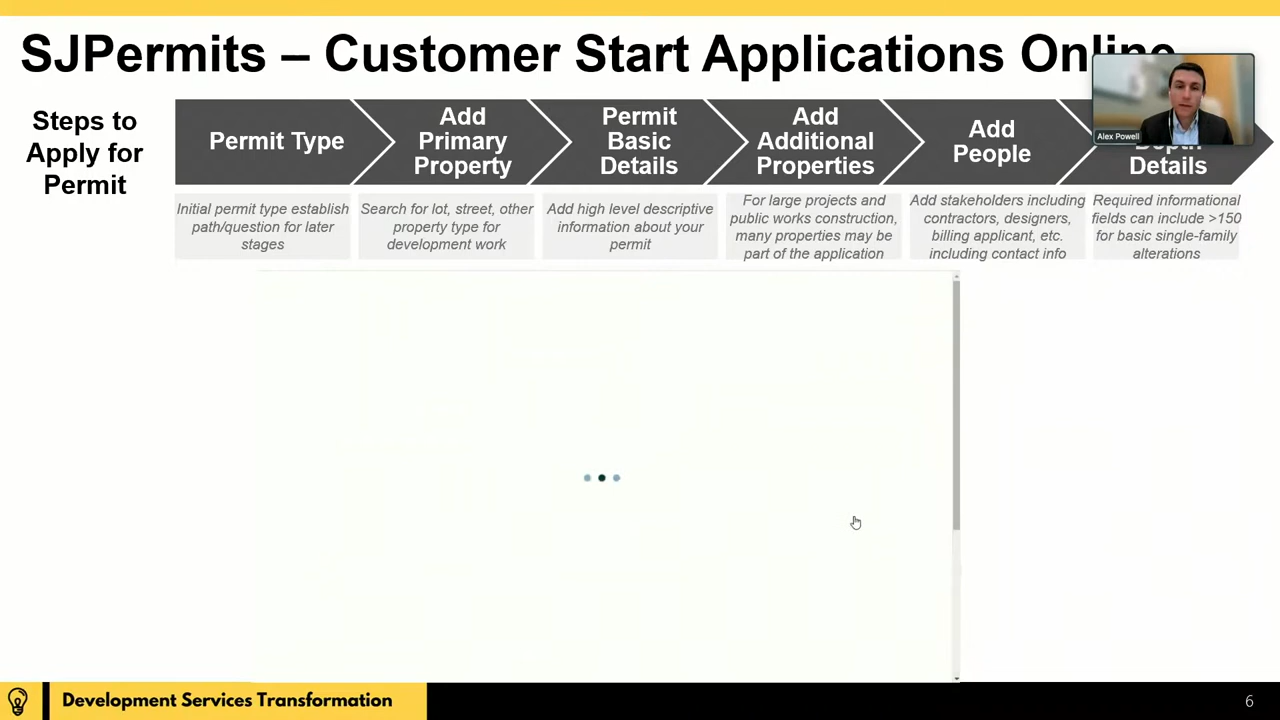 SJPermits – Customer Start Applications Online
Alex Powell
Steps to
Apply for
Permit
Permit Type
Add
Primary
Property
Permit
Basic
Details
Add
Additional
Properties
Add
People
Depth
Details
Initial permit type establish
path/question for later
stages
Search for lot, street, other
property type for
development work
Add high level descriptive
information about your
permit
For large projects and
public works construction,
many properties may be
part of the application
Add stakeholders including
contractors, designers,
billing applicant, etc.
including contact info
Required informational
fields can include >150
for basic single-family
alterations
Development Services Transformation
6